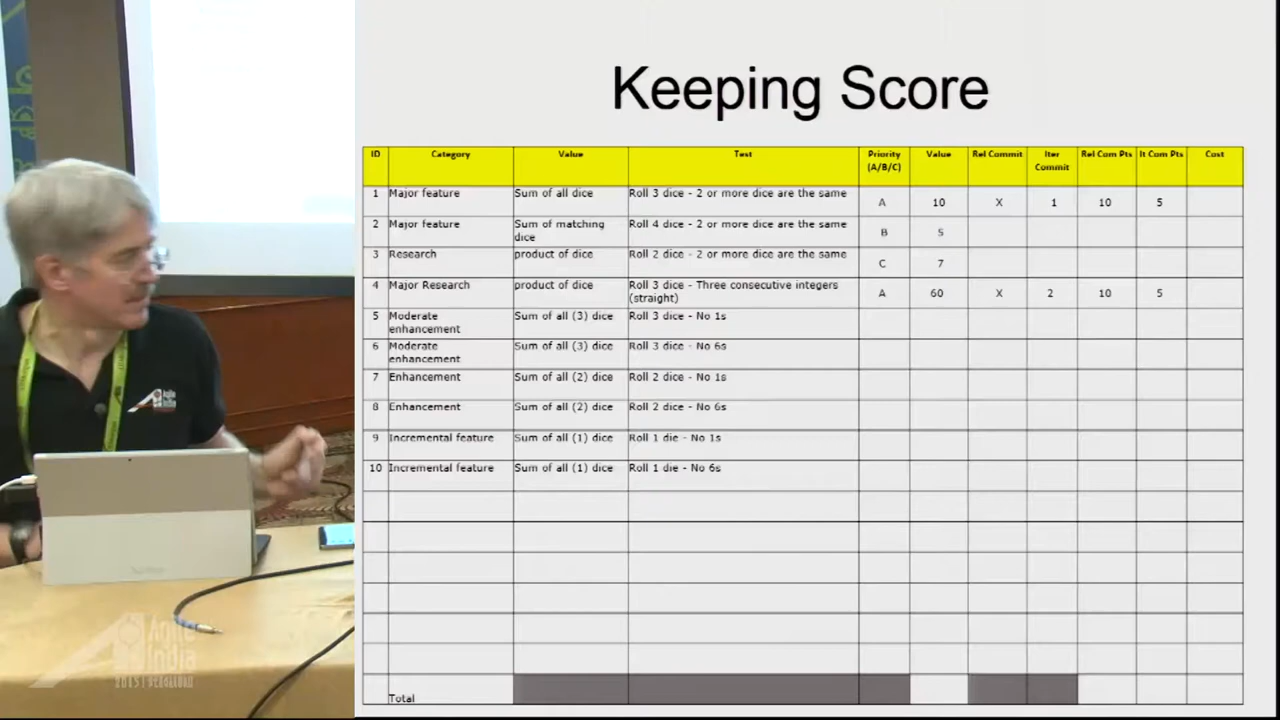 Keeping Score
ID Category Value Test Priority (A/B/C) Value Rel Commit Iter Commit Rel Com Pts It Com Pts Cost
1 Major feature Sum of all dice Roll 3 dice - 2 or more dice are the same A 10 X 1 10 5
2 Major feature Sum of matching dice Roll 4 dice - 2 or more dice are the same B 5
3 Research product of dice Roll 2 dice - 2 or more dice are the same C 7
4 Major Research product of dice Roll 3 dice - Three consecutive integers (straight) A 60 X 2 10 5
5 Moderate enhancement Sum of all (3) dice Roll 3 dice - No 1s
6 Moderate enhancement Sum of all (3) dice Roll 3 dice - No 6s
7 Enhancement Sum of all (2) dice Roll 2 dice - No 1s
8 Enhancement Sum of all (2) dice Roll 2 dice - No 6s
9 Incremental feature Sum of all (1) dice Roll 1 die - No 1s
10 Incremental feature Sum of all (1) dice Roll 1 die - No 6s
Total
Agile
India